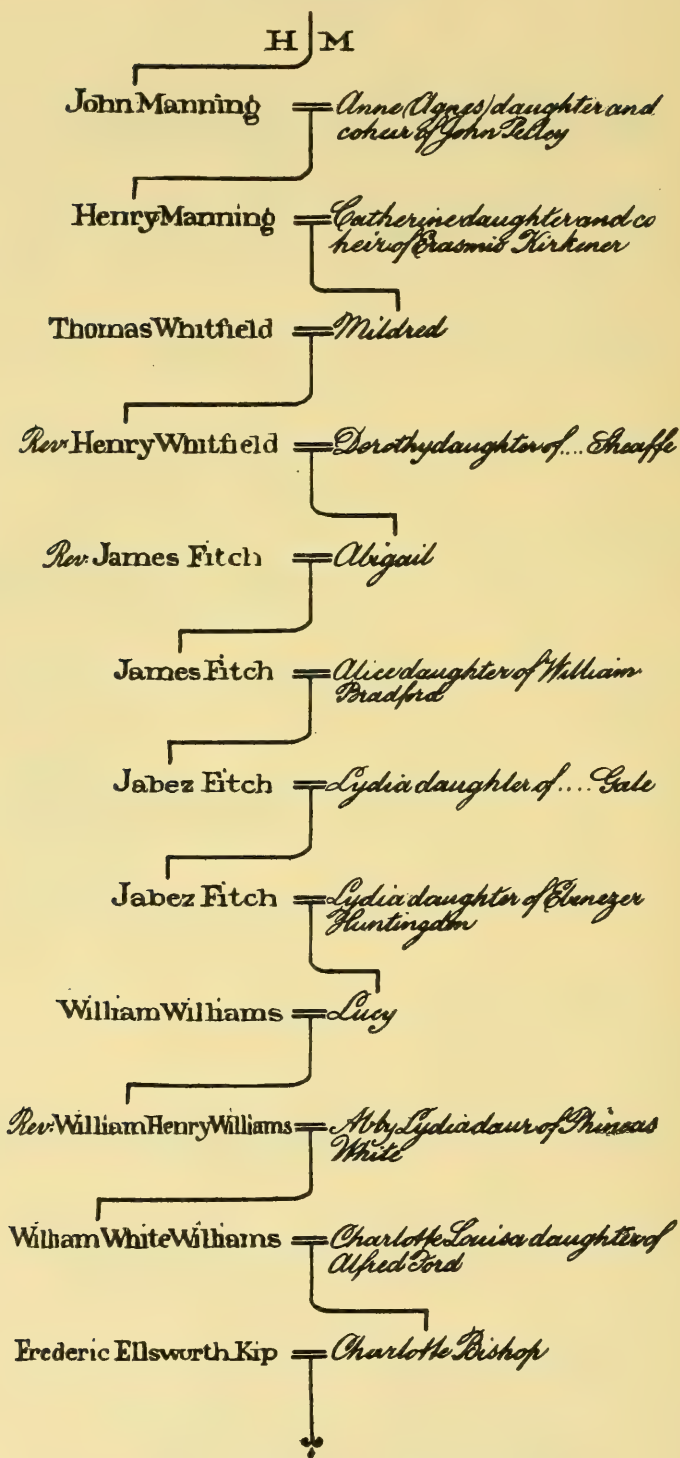 H M
John Manning = Anne (Agnes) daughter and
coheir of John Pelley
Henry Manning = Catherine daughter and co
heir of Erasmis Kirkener
Thomas Whitfield = Mildred
Rev: Henry Whitfield = Dorothy daughter of .... Sheaffe
Rev: James Fitch = Abigail
James Fitch = Alice daughter of William
Bradford
Jabez Fitch = Lydia daughter of .... Gale
Jabez Fitch = Lydia daughter of Ebenezer
Huntingdon
William Williams = Lucy
Rev: William Henry Williams = Abby Lydia daur of Phineas
White
William White Williams = Charlotte Louisa daughter of
Alfred Ford
Frederic Ellsworth Kip = Charlotte Bishop